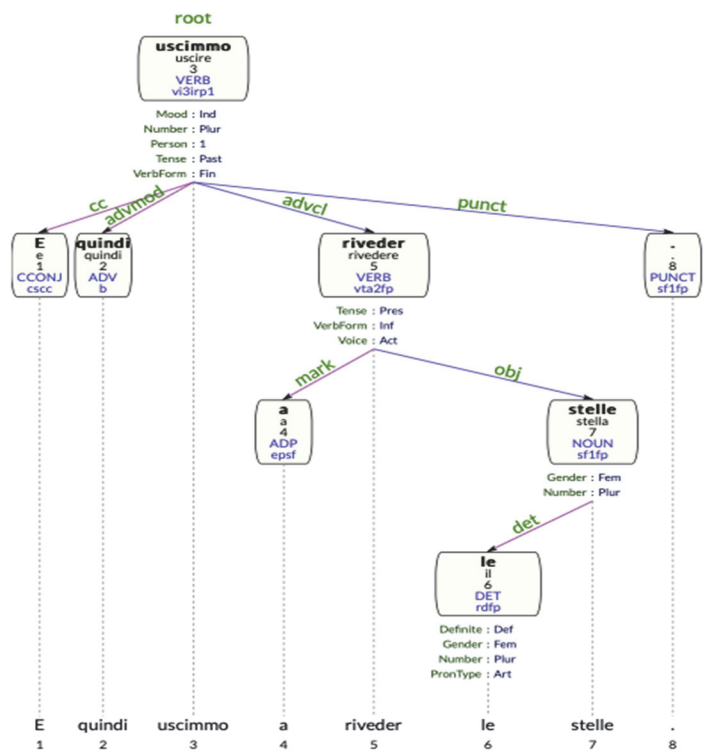 root
uscimmo
uscire
3
VERB
vi3irp1
Mood : Ind
Number : Plur
Person : 1
Tense : Past
VerbForm : Fin
cc
advmod
advcl
punct
E
e
1
CCONJ
cscc
quindi
quindi
2
ADV
b
riveder
rivedere
5
VERB
vta2fp
.
.
8
PUNCT
sf1fp
Tense : Pres
VerbForm : Inf
Voice : Act
mark
obj
a
a
4
ADP
epsf
stelle
stella
7
NOUN
sf1fp
Gender : Fem
Number : Plur
det
le
il
6
DET
rdfp
Definite : Def
Gender : Fem
Number : Plur
PronType : Art
E quindi uscimmo a riveder le stelle .
1 2 3 4 5 6 7 8